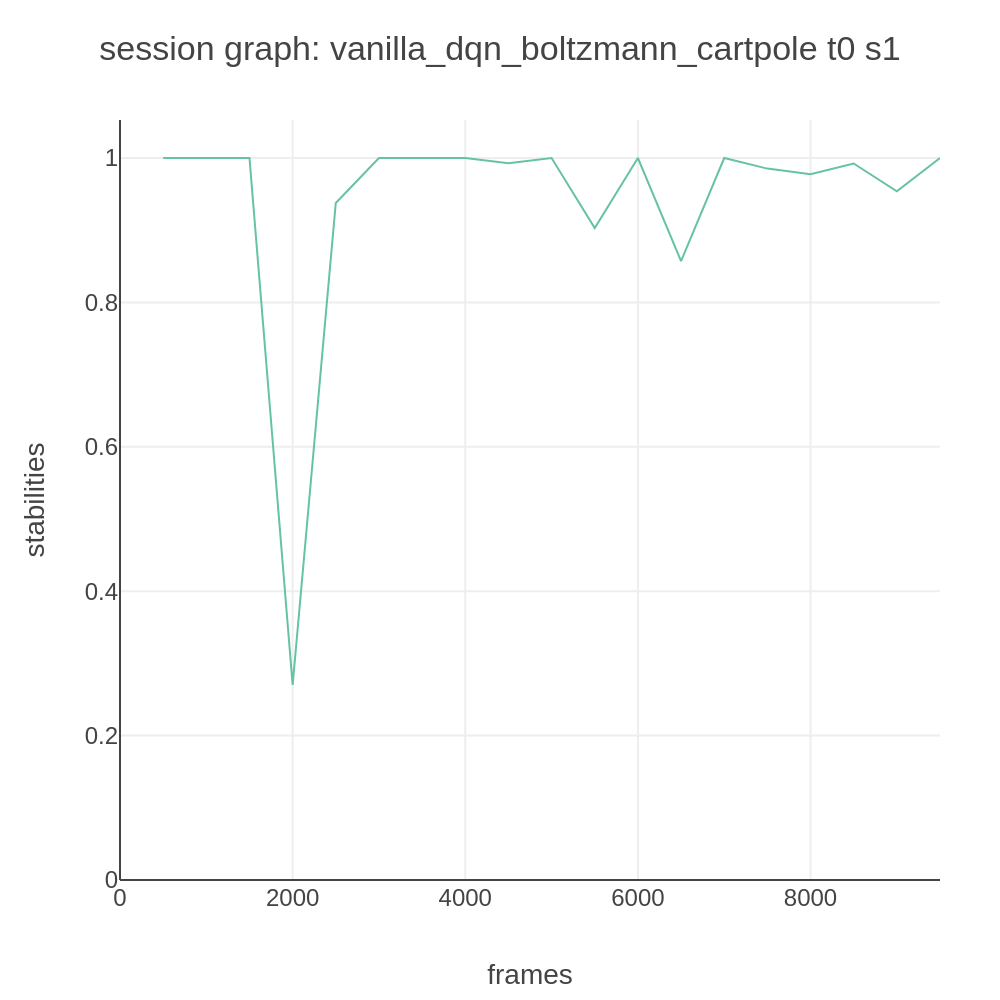 session graph: vanilla_dqn_boltzmann_cartpole t0 s1
1
0.8
0.6
0.4
0.2
0
stabilities
0 2000 4000 6000 8000
frames